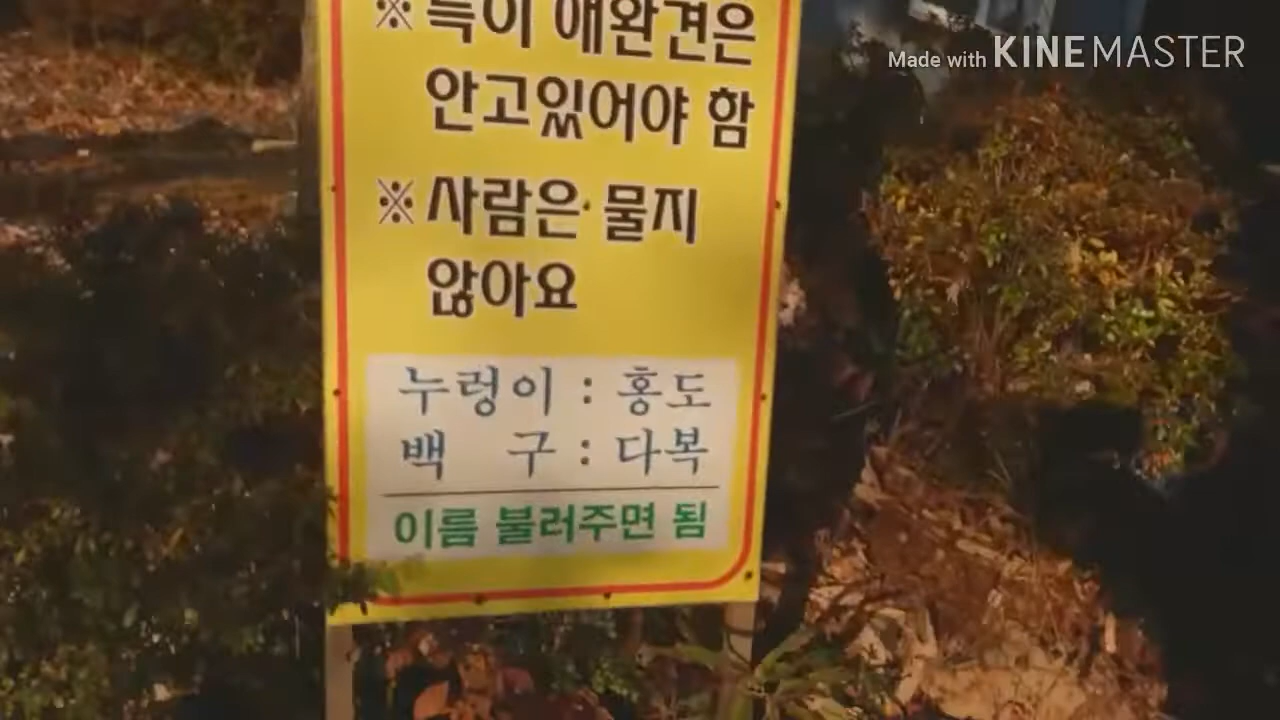 Made with KINEMASTER
※ 특이 애완견은
안고있어야 함
※ 사람은 물지
않아요
누렁이 : 홍도
백 구 : 다복
이름 불러주면 됨